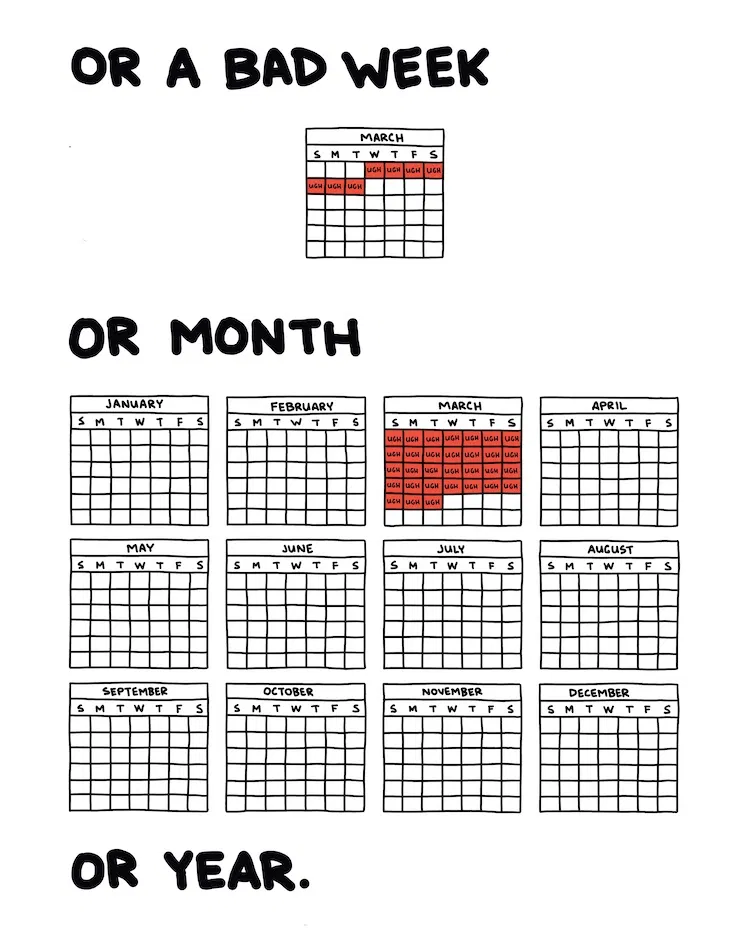 OR A BAD WEEK
MARCH
S M T W T F S
UGH UGH UGH UGH
UGH UGH UGH
OR MONTH
JANUARY FEBRUARY MARCH APRIL
S M T W T F S S M T W T F S S M T W T F S S M T W T F S
UGH UGH UGH UGH UGH UGH UGH
UGH UGH UGH UGH UGH UGH UGH
UGH UGH UGH UGH UGH UGH UGH
UGH UGH UGH UGH UGH UGH UGH
UGH UGH UGH
MAY JUNE JULY AUGUST
S M T W T F S S M T W T F S S M T W T F S S M T W T F S
SEPTEMBER OCTOBER NOVEMBER DECEMBER
S M T W T F S S M T W T F S S M T W T F S S M T W T F S
OR YEAR.